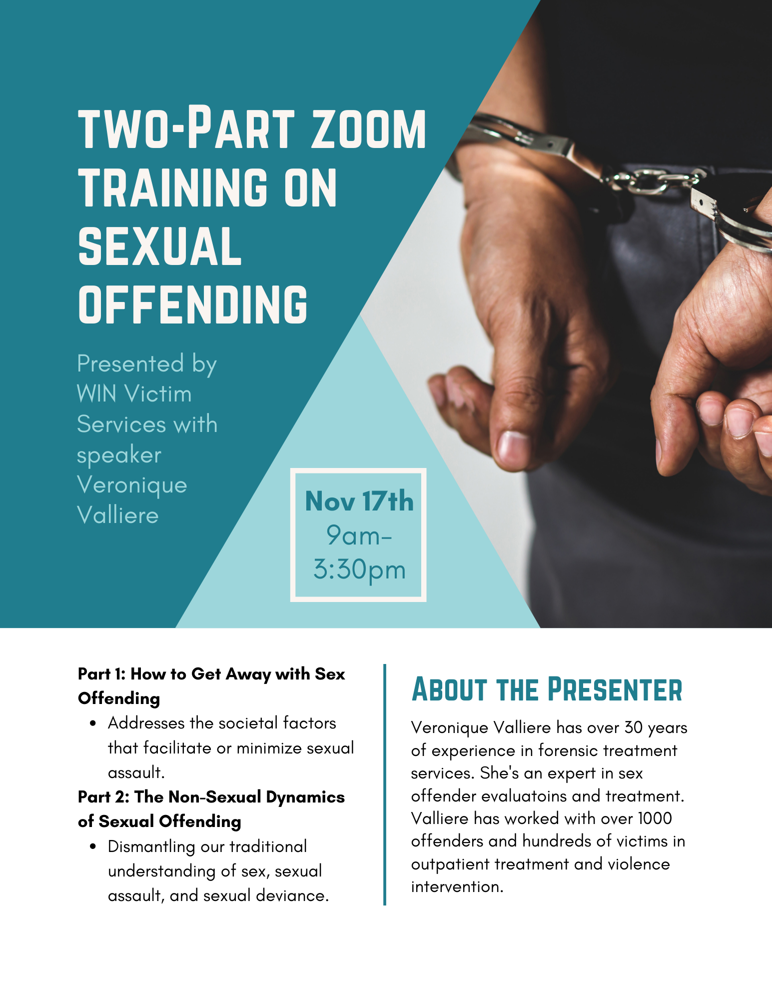 TWO-PART ZOOM
TRAINING ON
SEXUAL
OFFENDING
Presented by
WIN Victim
Services with
speaker
Veronique
Valliere
Nov 17th
9am-
3:30pm
Part 1: How to Get Away with Sex
Offending
• Addresses the societal factors
that facilitate or minimize sexual
assault.
Part 2: The Non-Sexual Dynamics
of Sexual Offending
• Dismantling our traditional
understanding of sex, sexual
assault, and sexual deviance.
ABOUT THE PRESENTER
Veronique Valliere has over 30 years
of experience in forensic treatment
services. She's an expert in sex
offender evaluatoins and treatment.
Valliere has worked with over 1000
offenders and hundreds of victims in
outpatient treatment and violence
intervention.